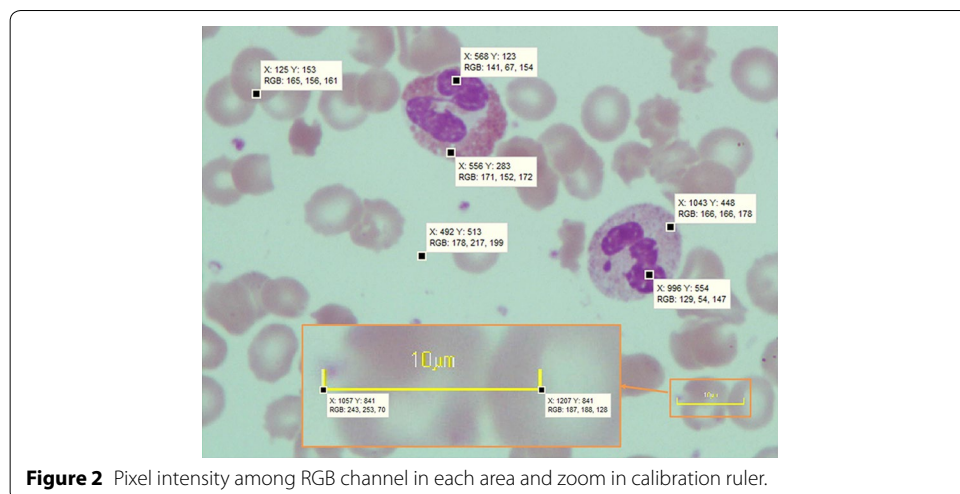 X: 568 Y: 123
RGB: 141, 67, 154
X: 125 Y: 153
RGB: 165, 156, 161
X: 556 Y: 283
RGB: 171, 152, 172
X: 1043 Y: 448
RGB: 166, 166, 178
X: 492 Y: 513
RGB: 178, 217, 199
X: 996 Y: 554
RGB: 129, 54, 147
10µm
X: 1057 Y: 841
RGB: 243, 253, 70
X: 1207 Y: 841
RGB: 187, 188, 128
Figure 2 Pixel intensity among RGB channel in each area and zoom in calibration ruler.